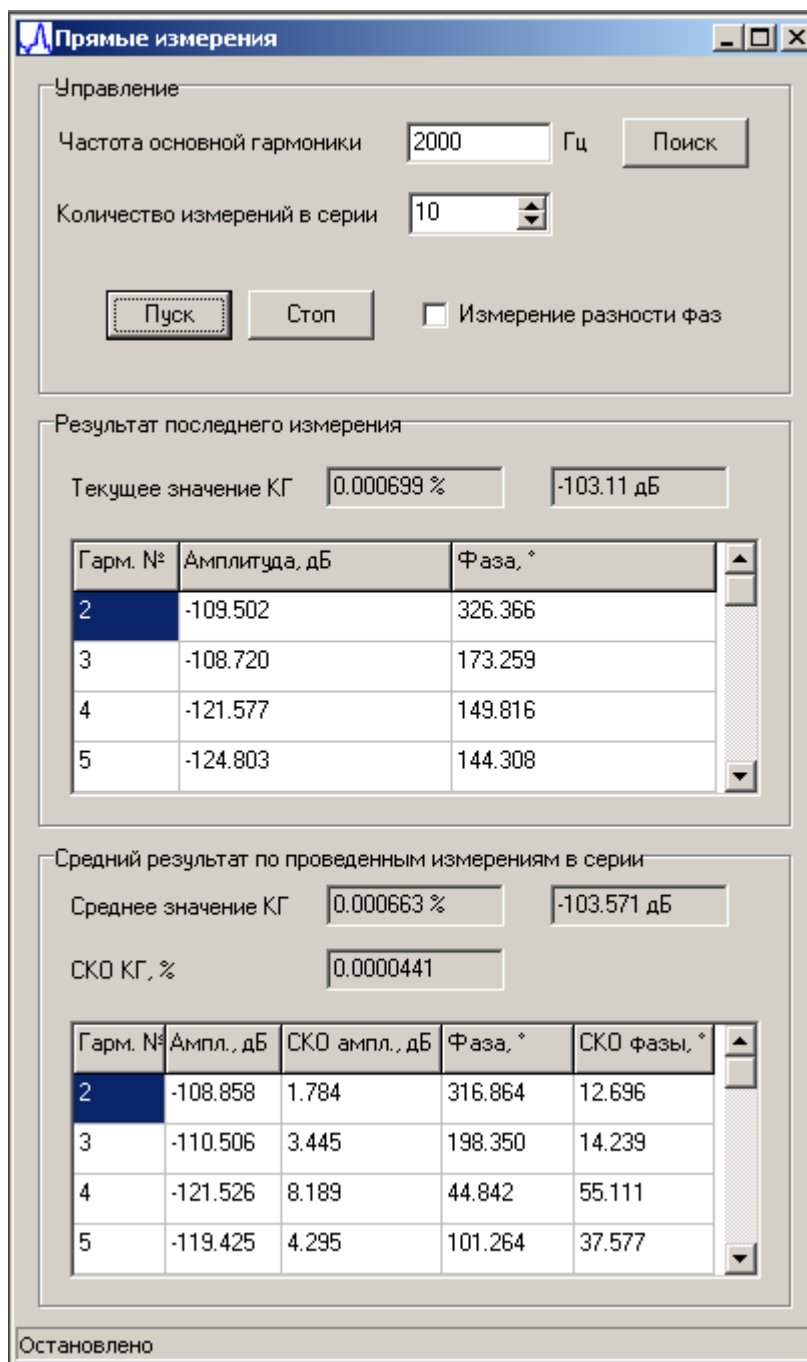 Прямые измерения
Управление
Частота основной гармоники 2000 Гц Поиск
Количество измерений в серии 10
Пуск Стоп Измерение разности фаз
Результат последнего измерения
Текущее значение КГ 0.000699 % -103.11 дБ
Гарм. № Амплитуда, дБ Фаза, °
2 -109.502 326.366
3 -108.720 173.259
4 -121.577 149.816
5 -124.803 144.308
Средний результат по проведенным измерениям в серии
Среднее значение КГ 0.000663 % -103.571 дБ
СКО КГ, % 0.0000441
Гарм. № Ампл., дБ СКО ампл., дБ Фаза, ° СКО фазы, °
2 -108.858 1.784 316.864 12.696
3 -110.506 3.445 198.350 14.239
4 -121.526 8.189 44.842 55.111
5 -119.425 4.295 101.264 37.577
Остановлено